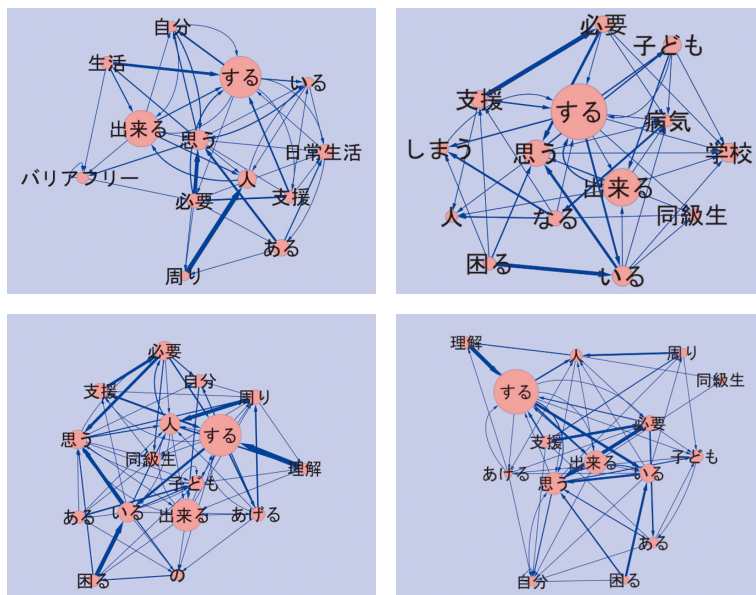 自分
生活
する
いる
出来る
思う
日常生活
バリアフリー
人
必要
支援
ある
周り
必要
子ども
支援
する
病気
しまう
思う
学校
出来る
人
なる
同級生
困る
いる
必要
支援
自分
周り
人
思う
する
同級生
理解
子ども
ある
いる
出来る
あげる
困る
の
理解
人
周り
同級生
する
必要
支援
出来る
子ども
あげる
思う
いる
ある
自分
困る